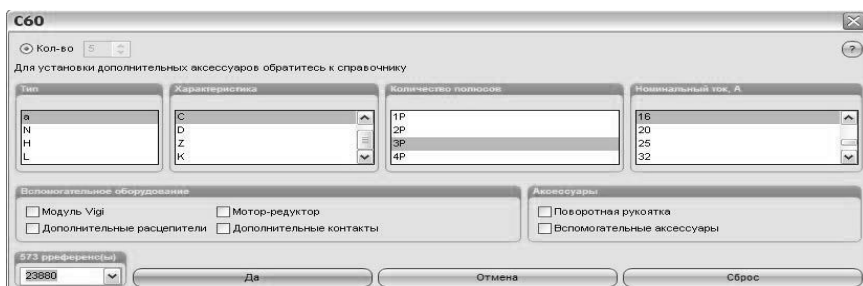 C60
Кол-во 5
Для установки дополнительных аксессуаров обратитесь к справочнику
Тип Характеристика Количество полюсов Номинальный ток, А
a C 1P 16
N D 2P 20
H Z 3P 25
L K 4P 32
Вспомогательное оборудование Аксессуары
Модуль Vigi Мотор-редуктор Поворотная рукоятка
Дополнительные расцепители Дополнительные контакты Вспомогательные аксессуары
573 рреференс(ы)
23880 Да Отмена Сброс